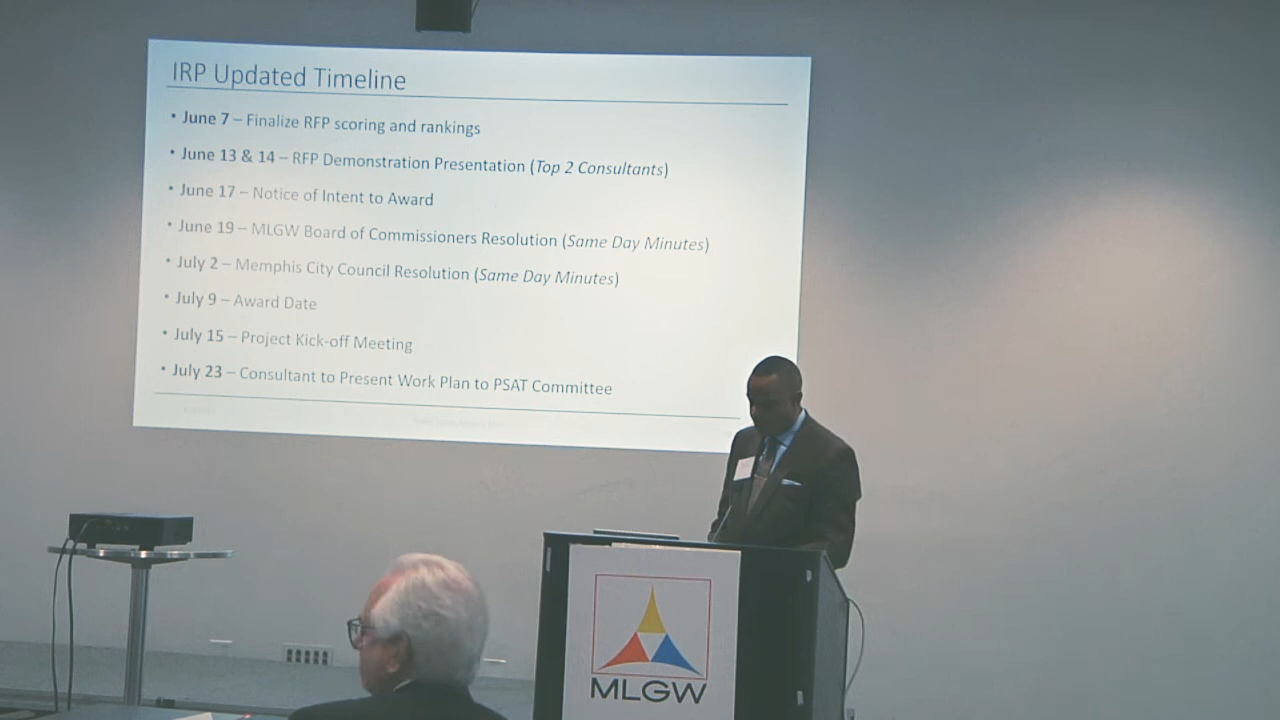 IRP Updated Timeline
• June 7 – Finalize RFP scoring and rankings
• June 13 & 14 – RFP Demonstration Presentation (Top 2 Consultants)
• June 17 – Notice of Intent to Award
• June 19 – MLGW Board of Commissioners Resolution (Same Day Minutes)
• July 2 – Memphis City Council Resolution (Same Day Minutes)
• July 9 – Award Date
• July 15 – Project Kick-off Meeting
• July 23 – Consultant to Present Work Plan to PSAT Committee
MLGW